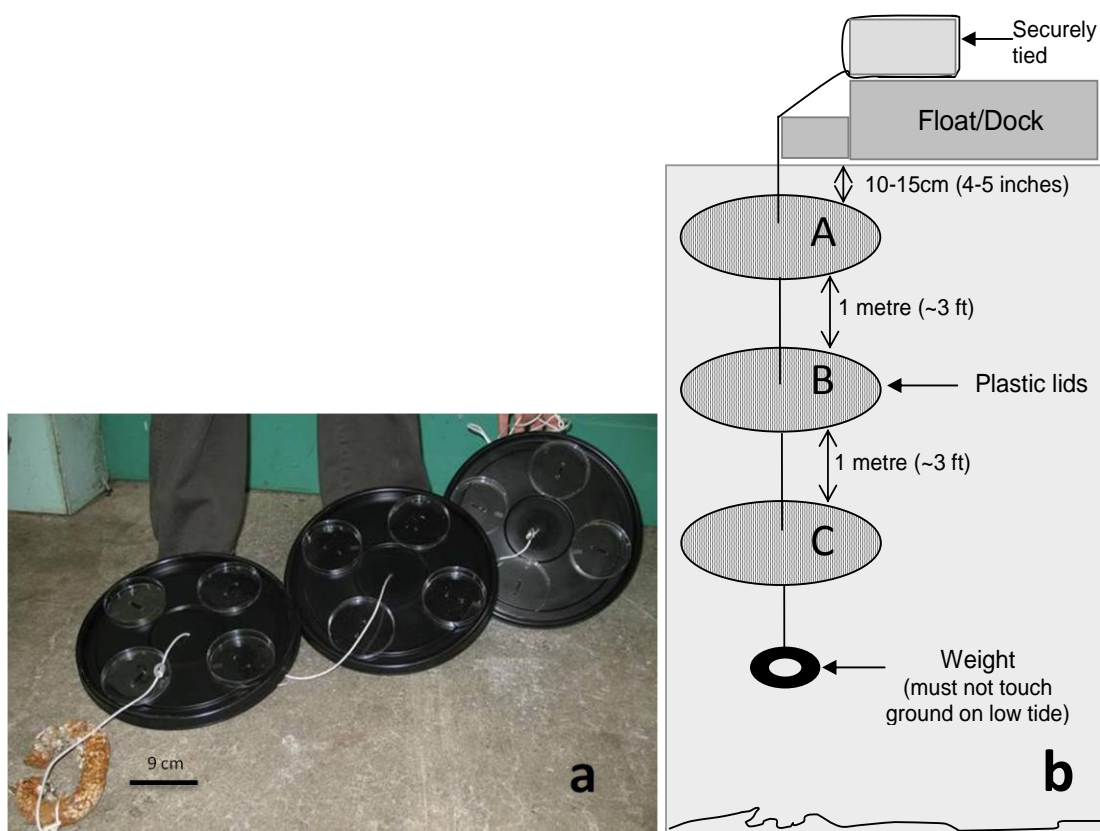 Securely
tied
Float/Dock
10-15cm (4-5 inches)
A
1 metre (~3 ft)
B
Plastic lids
1 metre (~3 ft)
C
Weight
(must not touch
ground on low tide)
9 cm
a
b